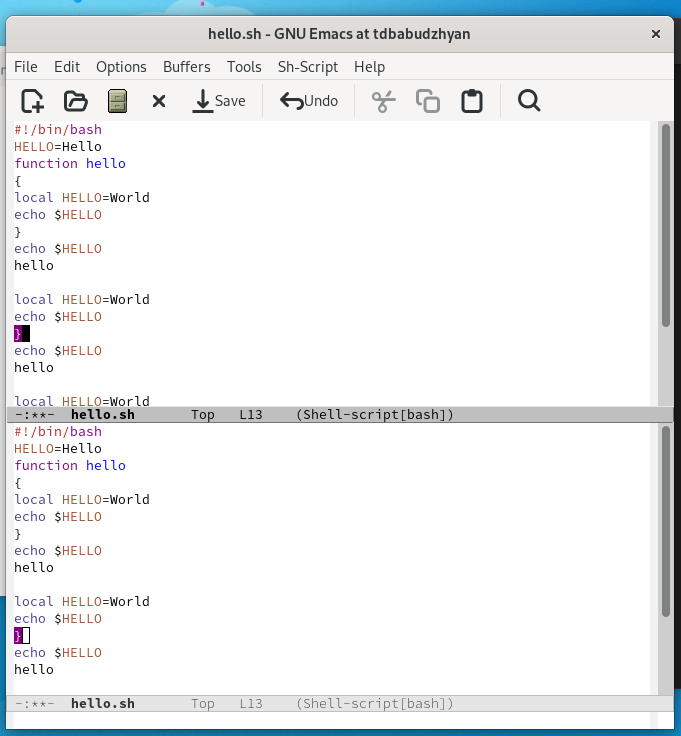 hello.sh - GNU Emacs at tdbabudzhyan
File Edit Options Buffers Tools Sh-Script Help
Save Undo
#!/bin/bash
HELLO=Hello
function hello
{
local HELLO=World
echo $HELLO
}
echo $HELLO
hello
local HELLO=World
echo $HELLO
}
echo $HELLO
hello
local HELLO=World
-:**- hello.sh Top L13 (Shell-script[bash])
#!/bin/bash
HELLO=Hello
function hello
{
local HELLO=World
echo $HELLO
}
echo $HELLO
hello
local HELLO=World
echo $HELLO
}
echo $HELLO
hello
-:**- hello.sh Top L13 (Shell-script[bash])